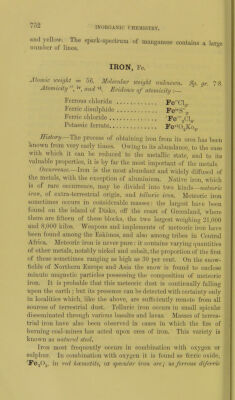 752 INORGANIC CHEMISTRY.
and yellow. The spark-spectrum of manganese contains a large
number of lines.
IRON, Fe.
Atomic weight = 56. Molecular weight unknown. Sp. gr. 7·8.
Atomicity ", iv, and vi. Evidence of atomicity :—
Ferrous chloride
Ferric disulphide
Ferric chloride
Potassic ferrate
History.—The process of obtaining iron from its ores has been
known from very early times. Owing to its abundance, to the ease
with which it can be reduced to the metallic state, and to its
valuable properties, it is by far the most important of the metals.
Occurrence.—Iron is the most abundant and widely diffused of
the metals, with the exception of aluminum. Native iron, which
is of rare occurrence, may be divided into two kinds—meteoric
iron, of extra-terrestrial origin, and telluric iron. Meteoric iron
sometimes occurs in considerable masses: the largest have been
found on the island of Disko, off the coast of Greenland, where
there are fifteen of these blocks, the two largest weighing 21,000
and 8,000 kilos. Weapons and implements of meteoric iron have
been found among the Eskimos, and also among tribes in Central
Africa. Meteoric iron is never pure: it contains varying quantities
of other metals, notably nickel and cobalt, the proportion of the first
of these sometimes ranging as high as 30 per cent. On the snow-
fields of Northern Europe and Asia the snow is found to enclose
minute magnetic particles possessing the composition of meteoric
iron. It is probable that this meteoric dust is continually falling
upon the earth; but its presence can be detected with certainty only
in localities which, like the above, are sufficiently remote from all
sources of terrestrial dust. Telluric iron occurs in small spicules
disseminated through various basalts and lavas. Masses of terres-
trial iron have also been observed in cases in which the fire of
burning coal-mines has acted upon ores of iron. This variety is
known as natural steel.
Iron most frequently occurs in combination with oxygen or
sulphur. In combination with oxygen it is found as ferric oxide,
in red hæmatite, or specular iron ore; as ferrous diferric